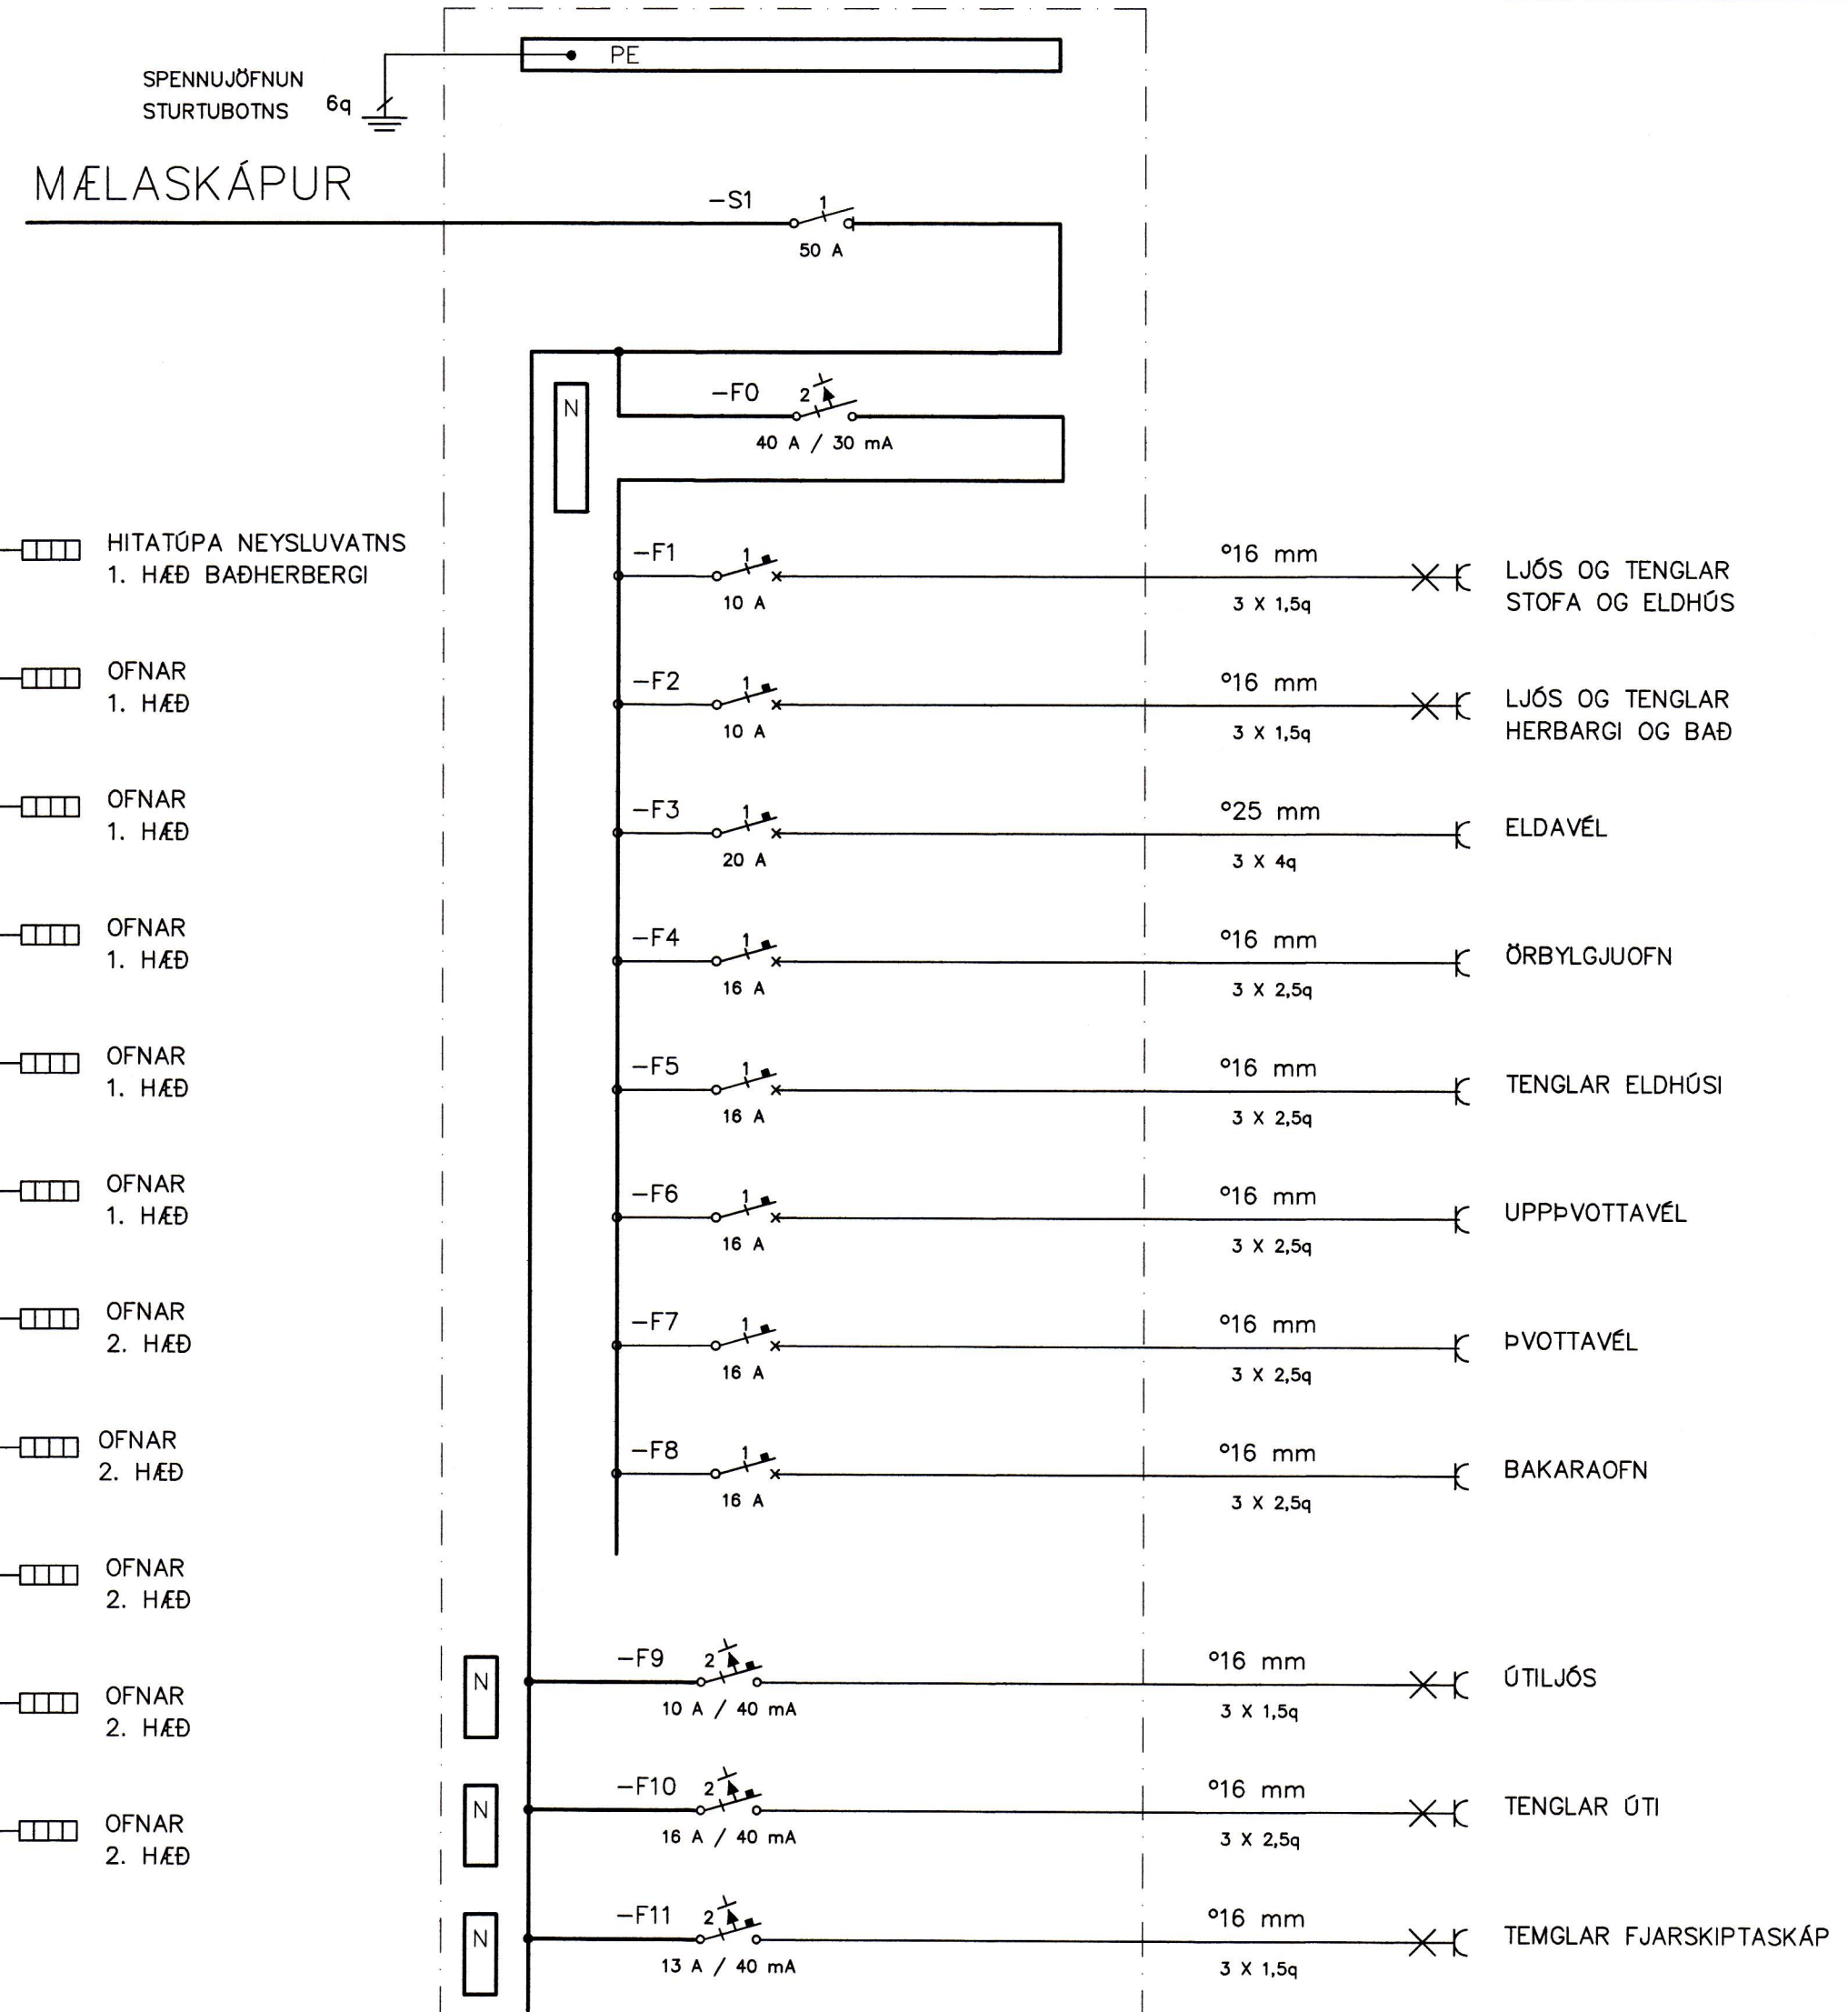 PE
SPENNUJÖFNUN
STURTUBOTNS
6q
MÆLASKÁPUR
-S1
1
50 A
N
-F0
2
40 A / 30 mA
HITATÚPA NEYSLUVATNS
1. HÆÐ BAÐHERBERGI
-F1
1
10 A
°16 mm
3 X 1,5q
LJÓS OG TENGLAR
STOFA OG ELDHÚS
OFNAR
1. HÆÐ
-F2
1
10 A
°16 mm
3 X 1,5q
LJÓS OG TENGLAR
HERBARGI OG BAÐ
OFNAR
1. HÆÐ
-F3
1
20 A
°25 mm
3 X 4q
ELDAVÉL
OFNAR
1. HÆÐ
-F4
1
16 A
°16 mm
3 X 2,5q
ÖRBYLGJUOFN
OFNAR
1. HÆÐ
-F5
1
16 A
°16 mm
3 X 2,5q
TENGLAR ELDHÚSI
OFNAR
1. HÆÐ
-F6
1
16 A
°16 mm
3 X 2,5q
UPPÞVOTTAVÉL
OFNAR
2. HÆÐ
-F7
1
16 A
°16 mm
3 X 2,5q
ÞVOTTAVÉL
OFNAR
2. HÆÐ
-F8
1
16 A
°16 mm
3 X 2,5q
BAKARAOFN
OFNAR
2. HÆÐ
OFNAR
2. HÆÐ
N
-F9
2
10 A / 40 mA
°16 mm
3 X 1,5q
ÚTILJÓS
OFNAR
2. HÆÐ
N
-F10
2
16 A / 40 mA
°16 mm
3 X 2,5q
TENGLAR ÚTI
N
-F11
2
13 A / 40 mA
°16 mm
3 X 1,5q
TEMGLAR FJARSKIPTASKÁP